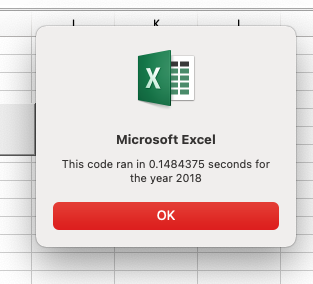 J K L
X
Microsoft Excel
This code ran in 0.1484375 seconds for
the year 2018
OK